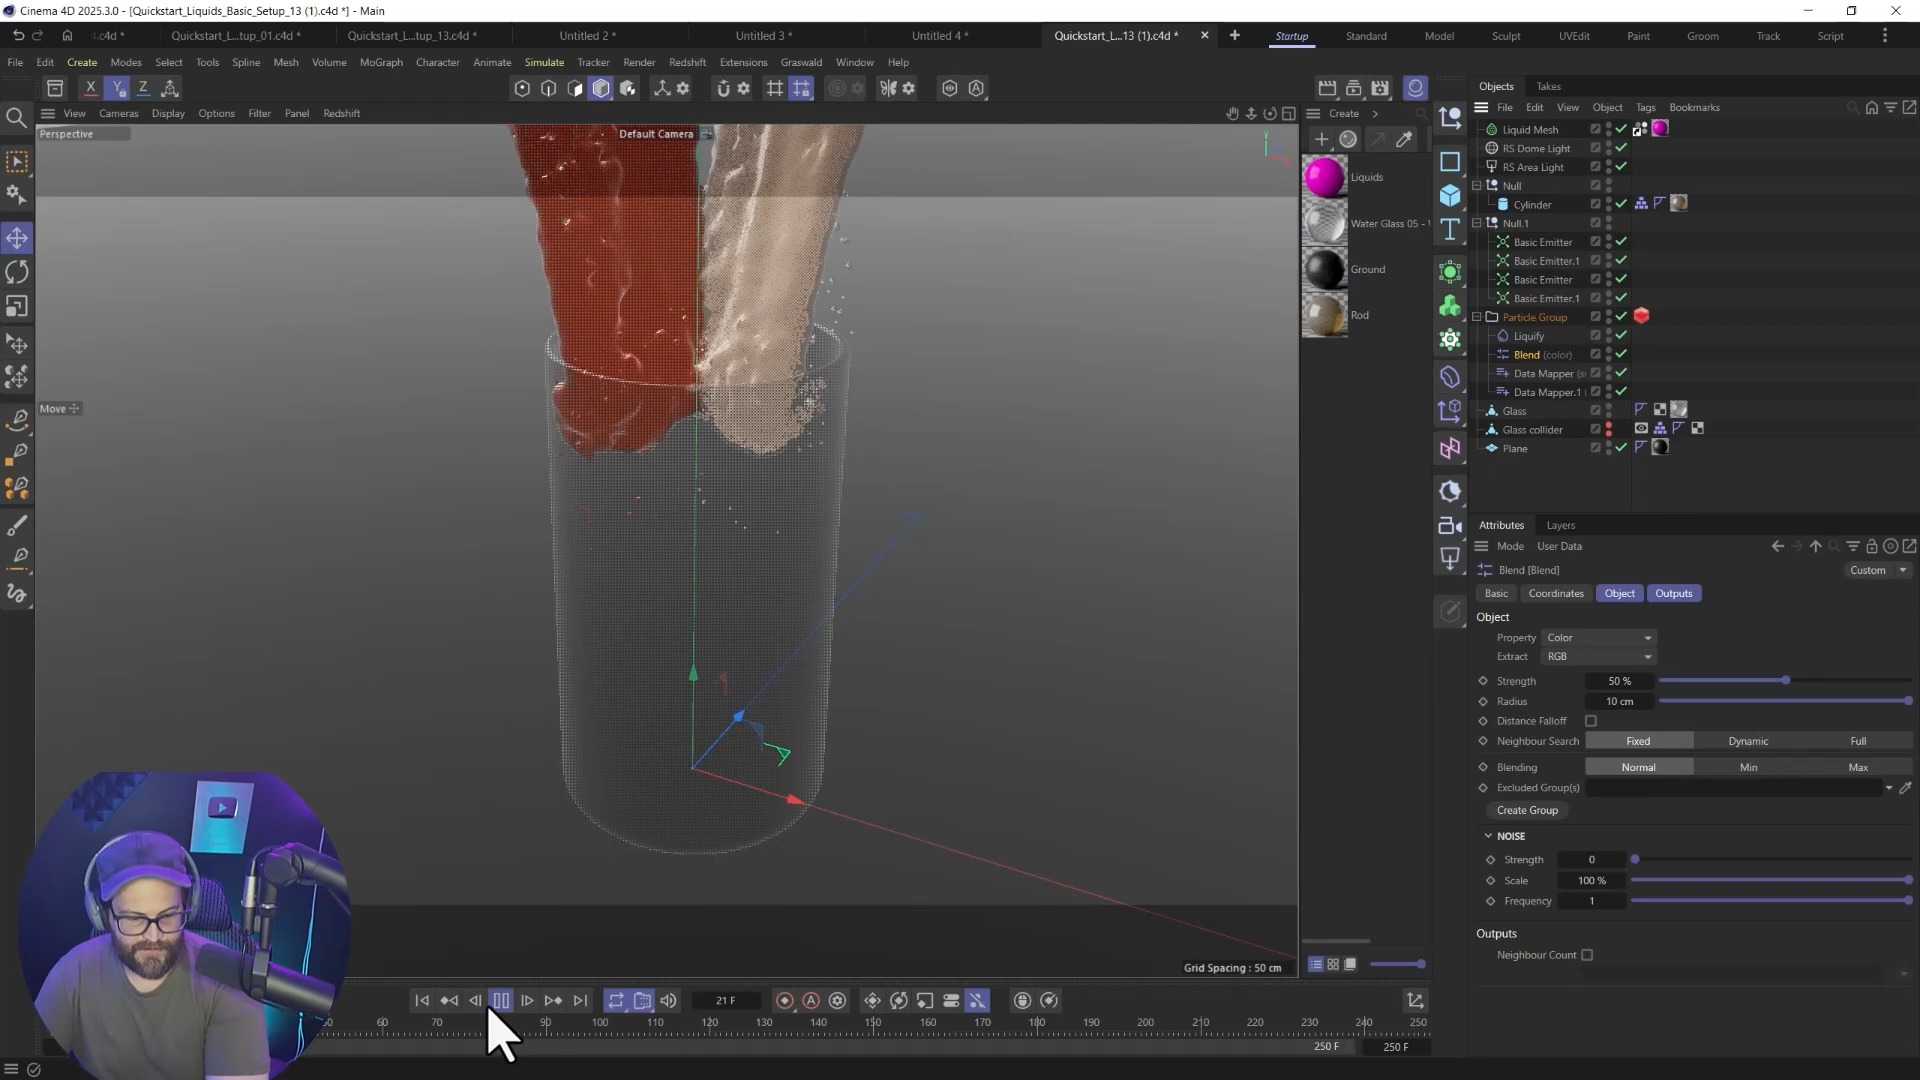 Cinema 4D 2025.3.0 - [Quickstart_Liquids_Basic_Setup_13 (1).c4d *] - Main
.c4d * Quickstart_L...tup_01.c4d * Quickstart_L...tup_13.c4d * Untitled 2 * Untitled 3 * Untitled 4 * Quickstart_L...13 (1).c4d * Startup Standard Model Sculpt UVEdit Paint Groom Track Script
File Edit Create Modes Select Tools Spline Mesh Volume MoGraph Character Animate Simulate Tracker Render Redshift Extensions Graswald Window Help
X Y Z
Objects Takes
View Cameras Display Options Filter Panel Redshift
Create
File Edit View Object Tags Bookmarks
Perspective
Default Camera
Move
Grid Spacing : 50 cm
Liquids
Water Glass 05 -
Ground
Rod
Liquid Mesh
RS Dome Light
RS Area Light
Null
Cylinder
Null.1
Basic Emitter
Basic Emitter.1
Basic Emitter
Basic Emitter.1
Particle Group
Liquify
Blend (color)
Data Mapper
Data Mapper.1
Glass
Glass collider
Plane
Attributes Layers
Mode User Data
Blend [Blend]
Custom
Basic Coordinates Object Outputs
Object
Property Color
Extract RGB
Strength 50 %
Radius 10 cm
Distance Falloff
Neighbour Search Fixed Dynamic Full
Blending Normal Min Max
Excluded Group(s)
Create Group
NOISE
Strength 0
Scale 100 %
Frequency 1
Outputs
Neighbour Count
21 F
60 70 90 100 110 120 130 140 150 160 170 180 190 200 210 220 230 240 250
250 F 250 F